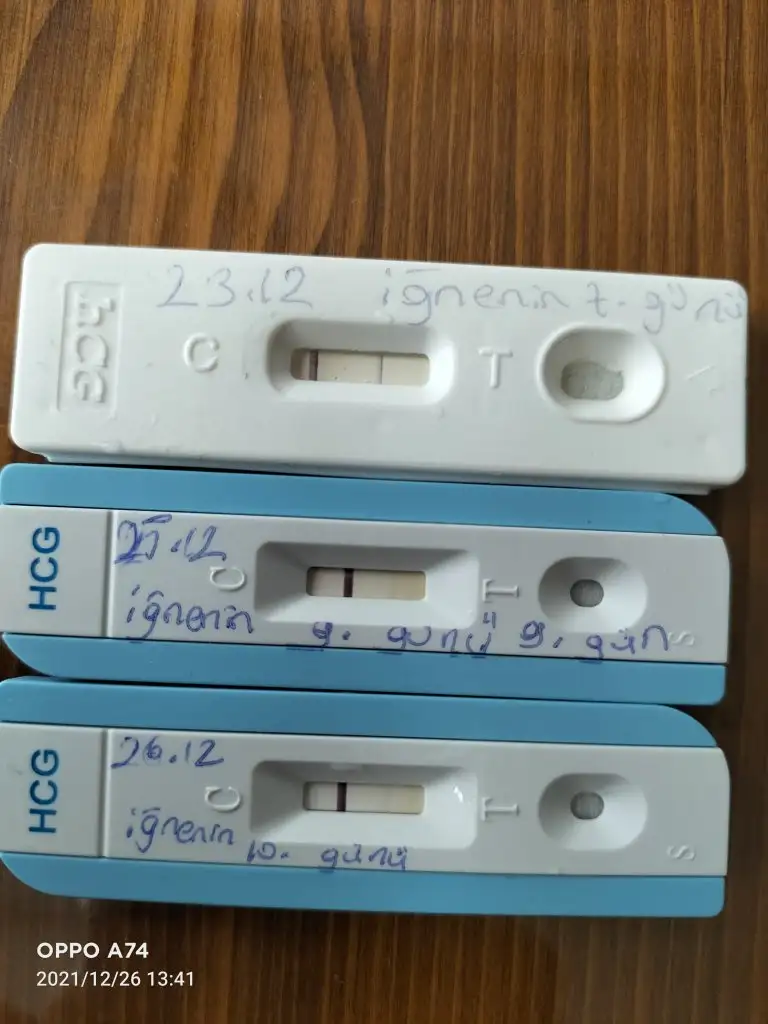 23.12 iğnenin 7. günü
hCG
C T
HCG
25.12
C T
iğnenin 9. günü 9. gün S
HCG
26.12
C T
iğnenin 10. günü S
OPPO A74
2021/12/26 13:41